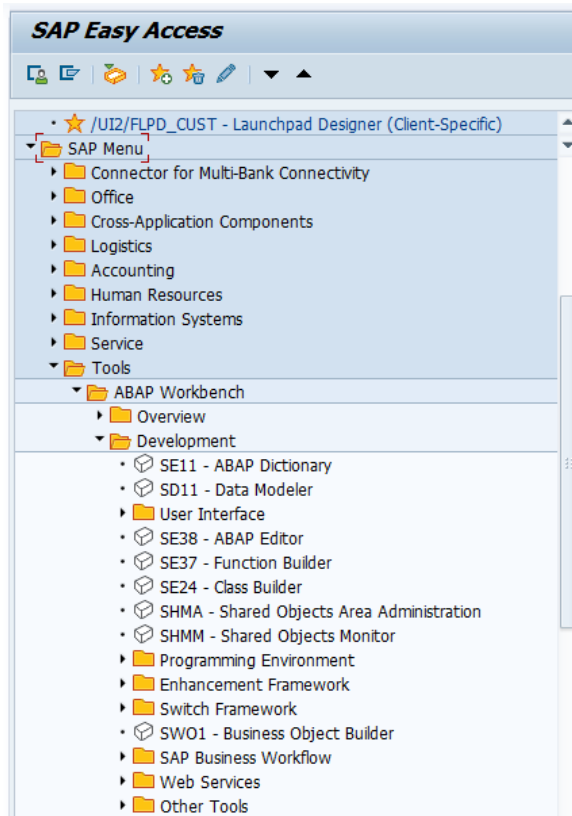 SAP Easy Access
/UI2/FLPD_CUST - Launchpad Designer (Client-Specific)
SAP Menu
Connector for Multi-Bank Connectivity
Office
Cross-Application Components
Logistics
Accounting
Human Resources
Information Systems
Service
Tools
ABAP Workbench
Overview
Development
SE11 - ABAP Dictionary
SD11 - Data Modeler
User Interface
SE38 - ABAP Editor
SE37 - Function Builder
SE24 - Class Builder
SHMA - Shared Objects Area Administration
SHMM - Shared Objects Monitor
Programming Environment
Enhancement Framework
Switch Framework
SWO1 - Business Object Builder
SAP Business Workflow
Web Services
Other Tools